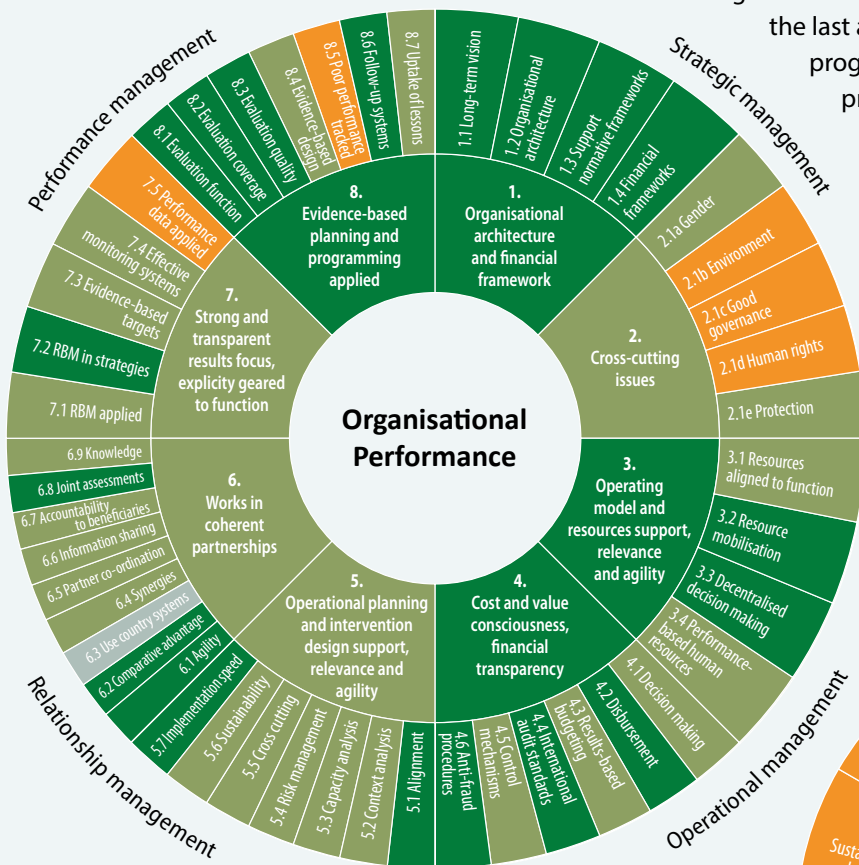 the last a
prog
pr
Performance management
Strategic management
Operational management
Relationship management
Organisational
Performance
1.
Organisational
architecture
and financial
framework
1.1 Long-term vision
1.2 Organisational
architecture
1.3 Support
normative frameworks
1.4 Financial
frameworks
2.
Cross-cutting
issues
2.1a Gender
2.1b Environment
2.1c Good
governance
2.1d Human rights
2.1e Protection
3.
Operating
model and
resources support,
relevance
and agility
3.1 Resources
aligned to function
3.2 Resource
mobilisation
3.3 Decentralised
decision making
3.4 Performance-
based human
resources
4.
Cost and value
consciousness,
financial
transparency
4.1 Decision making
4.2 Disbursement
4.3 Results-based
budgeting
4.4 International
audit standards
4.5 Control
mechanisms
4.6 Anti-fraud
procedures
5.
Operational planning
and intervention
design support,
relevance and
agility
5.1 Alignment
5.2 Context analysis
5.3 Capacity analysis
5.4 Risk management
5.5 Cross cutting
5.6 Sustainability
5.7 Implementation speed
6.
Works in
coherent
partnerships
6.1 Agility
6.2 Comparative advantage
6.3 Use country systems
6.4 Synergies
6.5 Partner co-ordination
6.6 Information sharing
6.7 Accountability
to beneficiaries
6.8 Joint assessments
6.9 Knowledge
7.
Strong and
transparent
results focus,
explicity geared
to function
7.1 RBM applied
7.2 RBM in strategies
7.3 Evidence-based
targets
7.4 Effective
monitoring systems
7.5 Performance
data applied
8.
Evidence-based
planning and
programming
applied
8.1 Evaluation function
8.2 Evaluation coverage
8.3 Evaluation quality
8.4 Evidence-based
design
8.5 Poor performance
tracked
8.6 Follow-up systems
8.7 Uptake of lessons
Susta